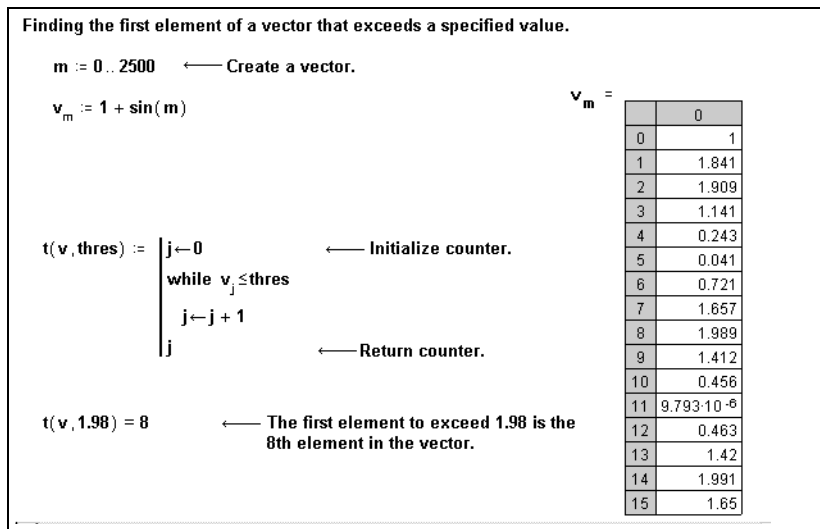 Finding the first element of a vector that exceeds a specified value.
m := 0 .. 2500 ← Create a vector.
v_m := 1 + sin( m )
v_m =
0
0 1
1 1.841
2 1.909
3 1.141
4 0.243
5 0.041
6 0.721
7 1.657
8 1.989
9 1.412
10 0.456
11 9.793·10^-6
12 0.463
13 1.42
14 1.991
15 1.65
t( v , thres ) := j←0 ← Initialize counter.
while v_j ≤ thres
j←j + 1
j ← Return counter.
t( v , 1.98 ) = 8 ← The first element to exceed 1.98 is the
8th element in the vector.